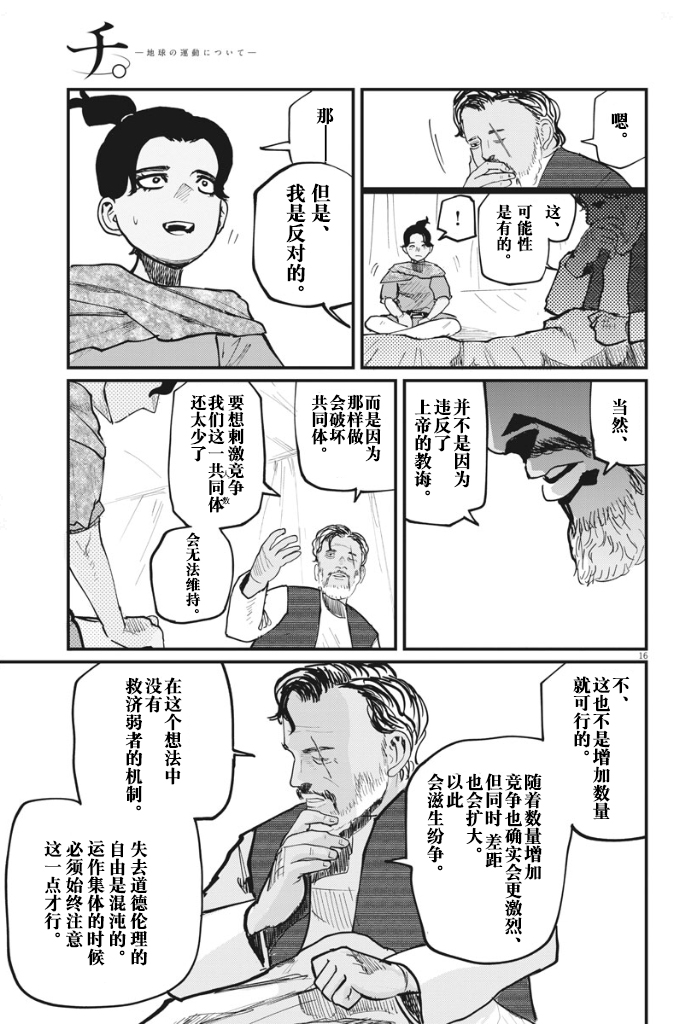 チ。
―地球の運動について―
嗯。
这、
可能性
是有的。
！
那——
但是、
我是反对的。
当然、
并不是因为
违反了
上帝的教诲。
而是因为
那样做
会破坏
共同体。
要想刺激竞争
我们这一共同体
人数
还太少了
会无法维持。
16
不、
这也不是增加数量
就可行的。
随着数量增加
竞争也确实会更激烈、
但同时 差距
也会扩大。
以此
会滋生纷争。
在这个想法中
没有
救济弱者的机制。
失去道德伦理的
自由是混沌的。
运作集体的时候
必须始终注意
这一点才行。